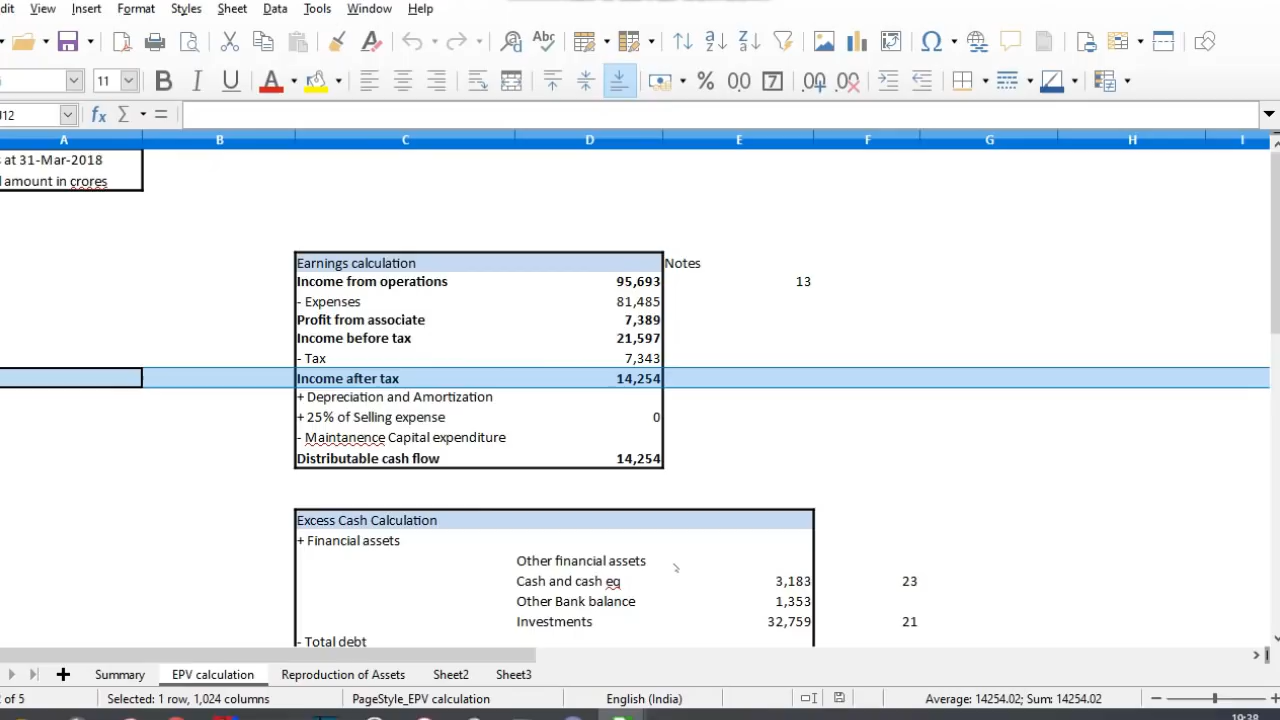 dit View Insert Format Styles Sheet Data Tools Window Help
11
J12
A B C D E F G H I
s at 31-Mar-2018
l amount in crores
Earnings calculation Notes
Income from operations 95,693 13
- Expenses 81,485
Profit from associate 7,389
Income before tax 21,597
- Tax 7,343
Income after tax 14,254
+ Depreciation and Amortization
+ 25% of Selling expense 0
- Maintanence Capital expenditure
Distributable cash flow 14,254
Excess Cash Calculation
+ Financial assets
Other financial assets
Cash and cash eq 3,183 23
Other Bank balance 1,353
Investments 32,759 21
- Total debt
Summary EPV calculation Reproduction of Assets Sheet2 Sheet3
2 of 5 Selected: 1 row, 1,024 columns PageStyle_EPV calculation English (India) Average: 14254.02; Sum: 14254.02
19:38